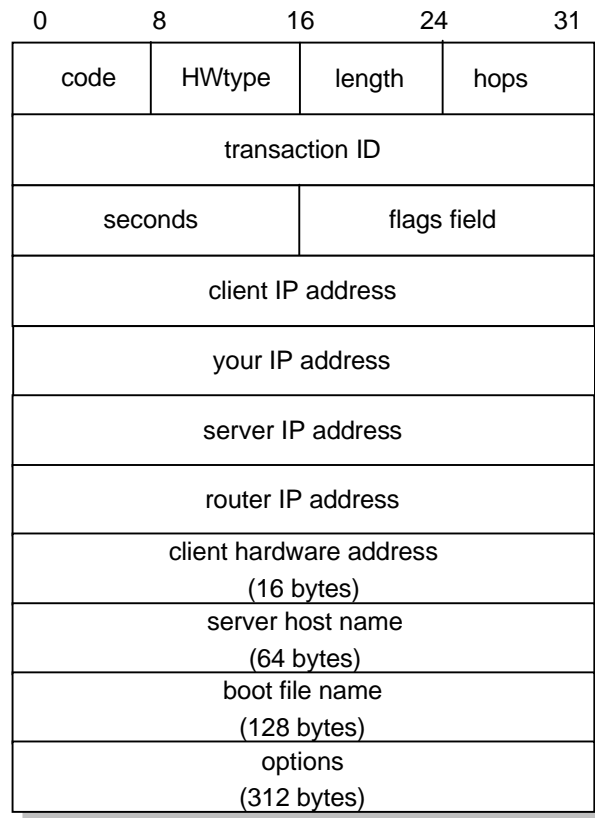 0 8 16 24 31
code HWtype length hops
transaction ID
seconds flags field
client IP address
your IP address
server IP address
router IP address
client hardware address
(16 bytes)
server host name
(64 bytes)
boot file name
(128 bytes)
options
(312 bytes)